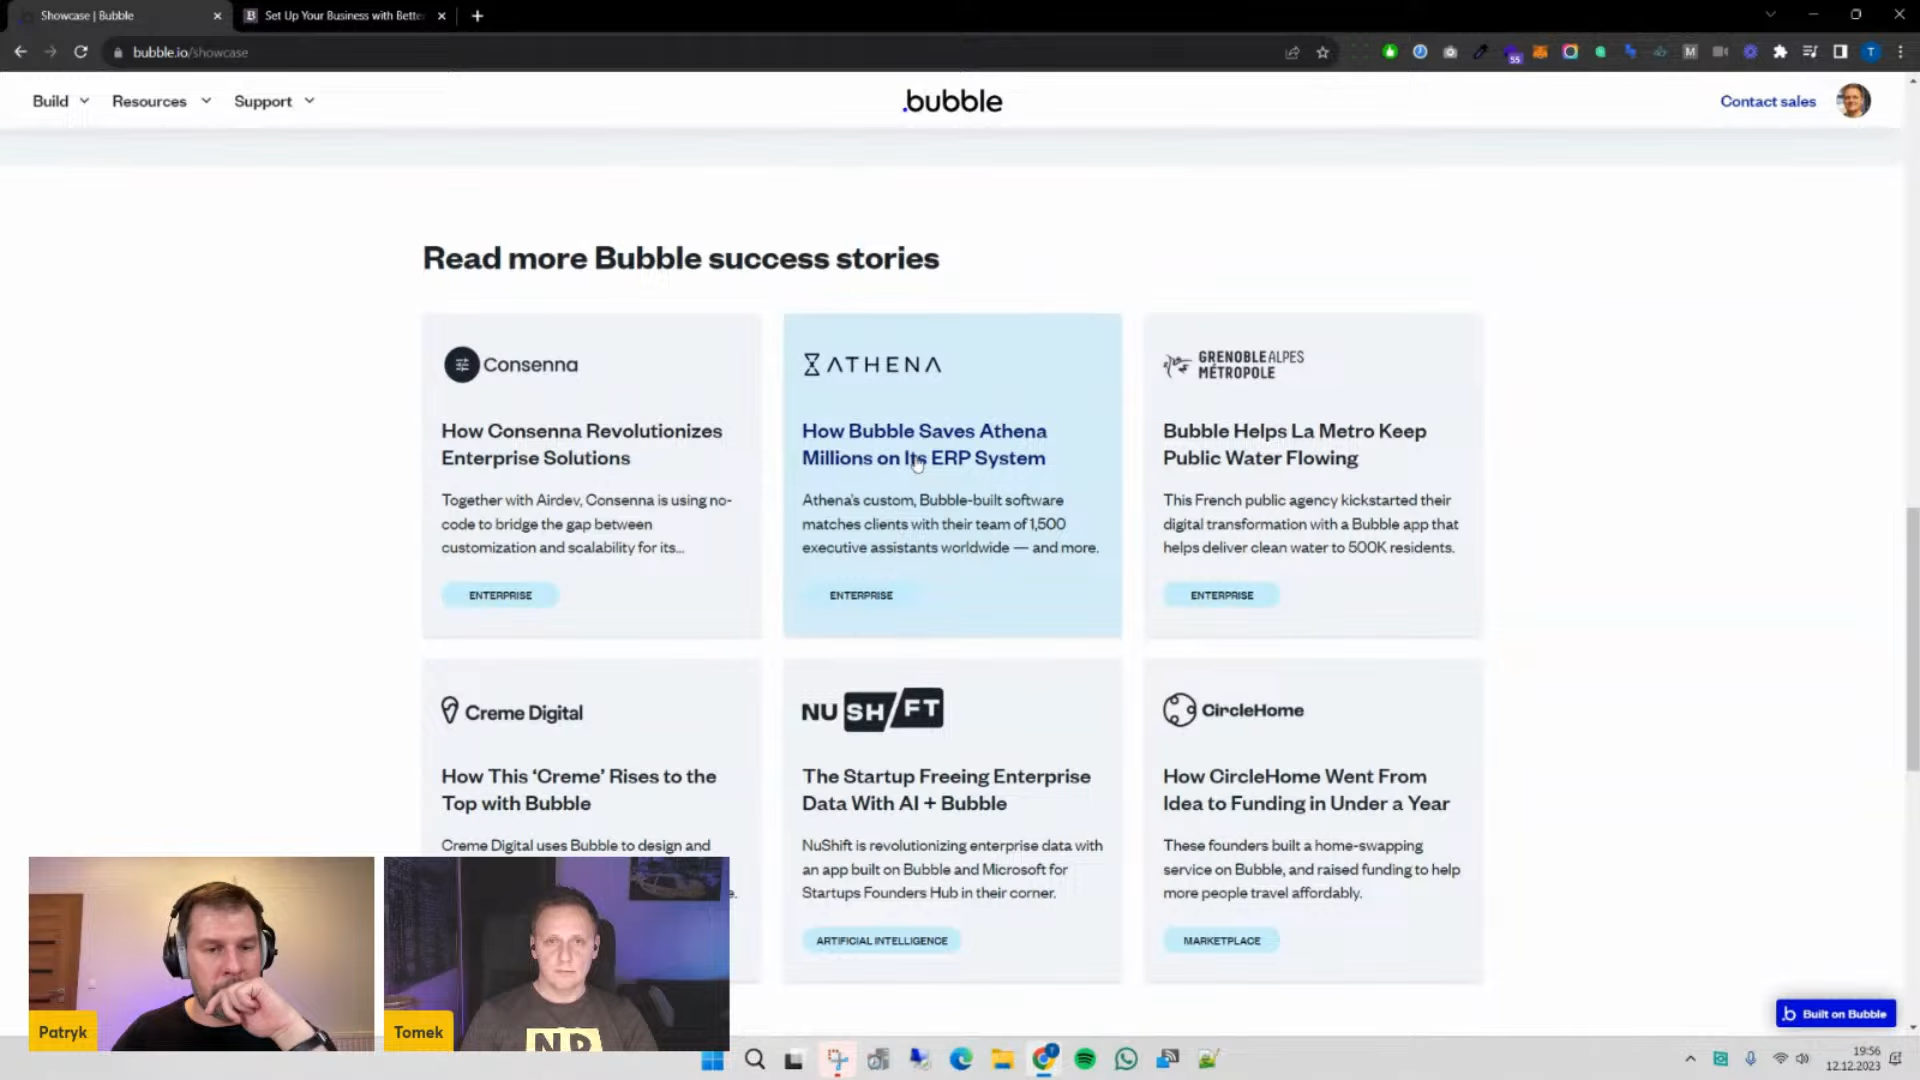 Showcase | Bubble
Set Up Your Business with Bette
bubble.io/showcase
55
M
T
Build
Resources
Support
.bubble
Contact sales
Read more Bubble success stories
Consenna
How Consenna Revolutionizes
Enterprise Solutions
Together with Airdev, Consenna is using no-
code to bridge the gap between
customization and scalability for its...
ENTERPRISE
ATHENA
How Bubble Saves Athena
Millions on Its ERP System
Athena's custom, Bubble-built software
matches clients with their team of 1,500
executive assistants worldwide — and more.
ENTERPRISE
GRENOBLEALPES
MÉTROPOLE
Bubble Helps La Metro Keep
Public Water Flowing
This French public agency kickstarted their
digital transformation with a Bubble app that
helps deliver clean water to 500K residents.
ENTERPRISE
Creme Digital
How This ‘Creme’ Rises to the
Top with Bubble
Creme Digital uses Bubble to design and
e.
NUSH/FT
The Startup Freeing Enterprise
Data With AI + Bubble
NuShift is revolutionizing enterprise data with
an app built on Bubble and Microsoft for
Startups Founders Hub in their corner.
ARTIFICIAL INTELLIGENCE
CircleHome
How CircleHome Went From
Idea to Funding in Under a Year
These founders built a home-swapping
service on Bubble, and raised funding to help
more people travel affordably.
MARKETPLACE
Patryk
Tomek
Built on Bubble
19:56
12.12.2023